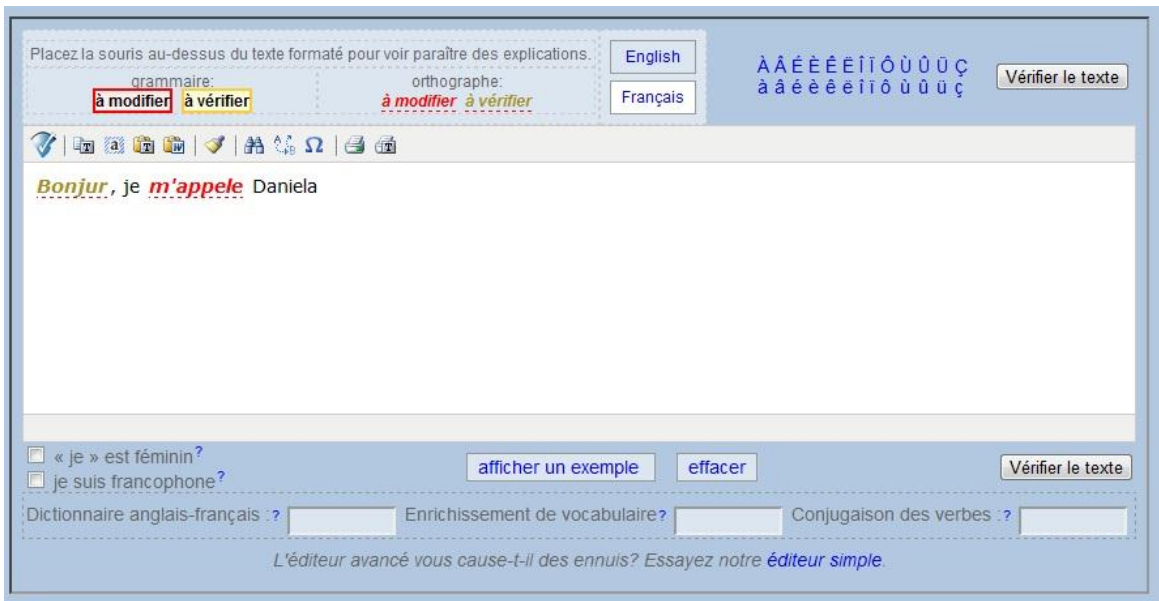 Placez la souris au-dessus du texte formaté pour voir paraître des explications.
grammaire:
à modifier à vérifier
orthographe:
à modifier à vérifier
English
Français
À Â É È Ê Ë Î Ï Ô Ù Û Ü Ç
à â é è ê ë î ï ô ù û ü ç
Vérifier le texte
Bonjur, je m'appele Daniela
« je » est féminin?
je suis francophone?
afficher un exemple
effacer
Vérifier le texte
Dictionnaire anglais-français :? Enrichissement de vocabulaire? Conjugaison des verbes :?
L'éditeur avancé vous cause-t-il des ennuis? Essayez notre éditeur simple.